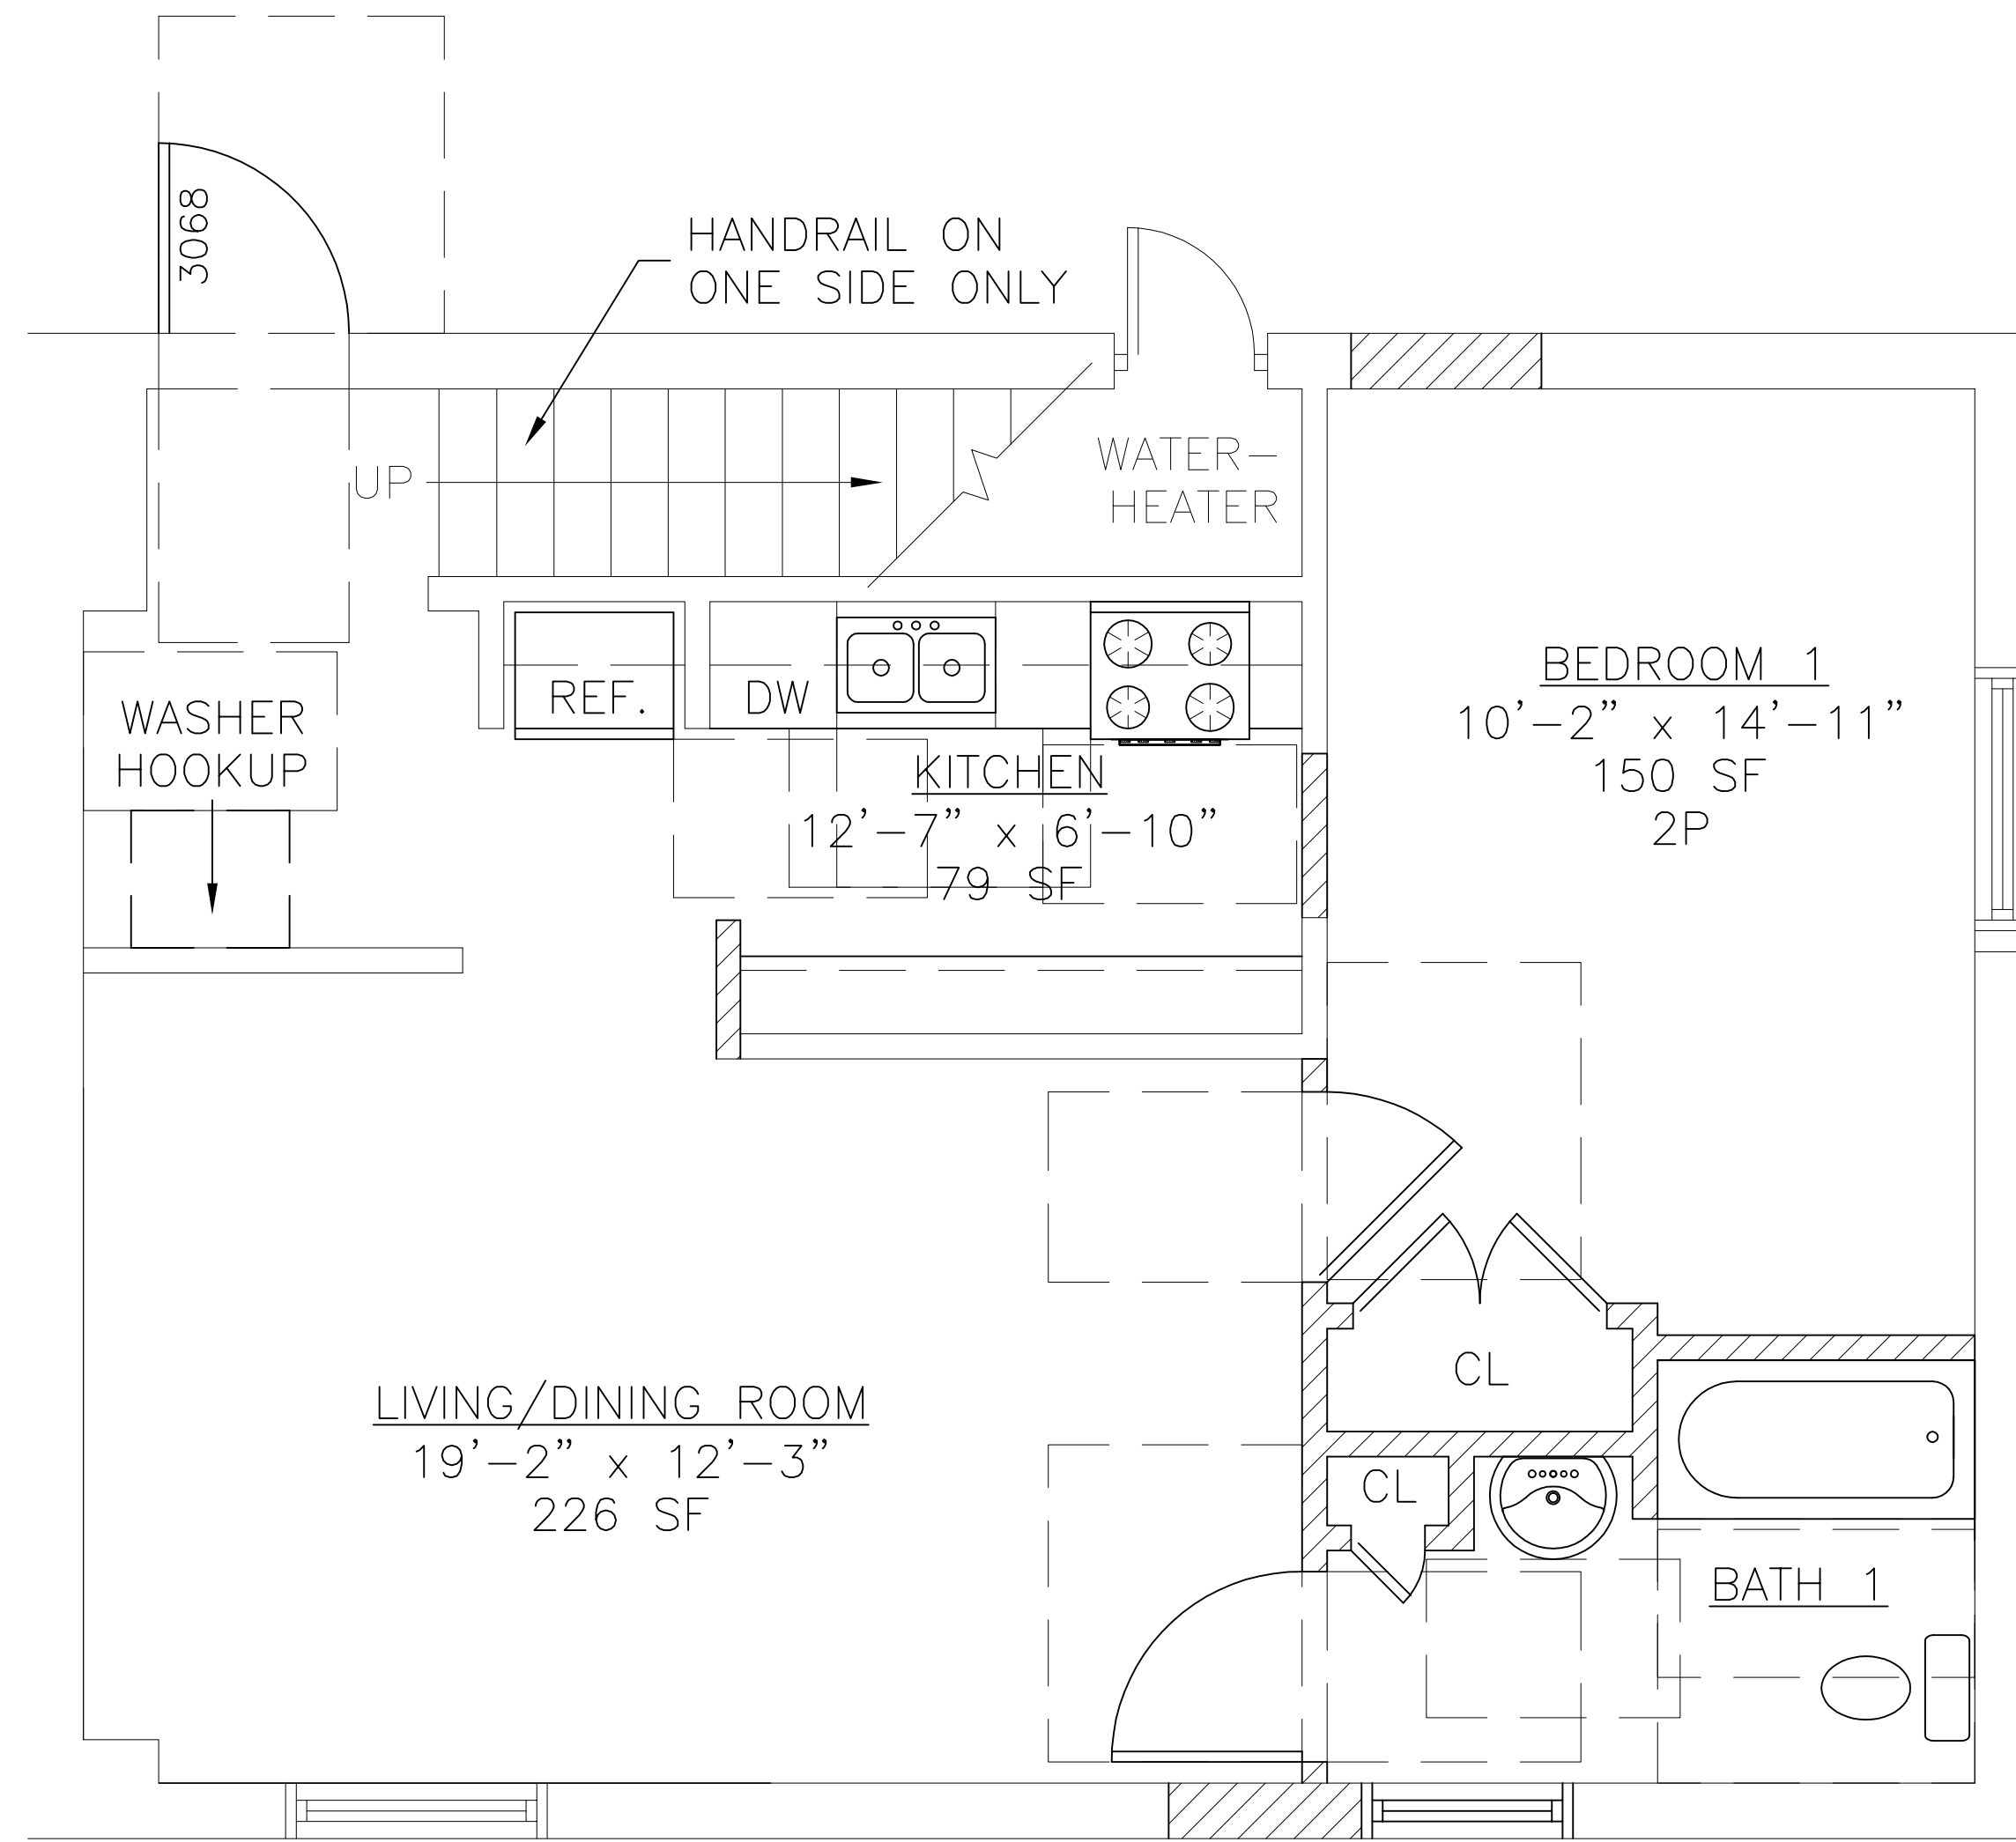 3068
HANDRAIL ON
ONE SIDE ONLY
UP
WATER-
HEATER
WASHER
HOOKUP
REF.
DW
KITCHEN
12'-7" x 6'-10"
79 SF
BEDROOM 1
10'-2" x 14'-11"
150 SF
2P
LIVING/DINING ROOM
19'-2" x 12'-3"
226 SF
CL
CL
BATH 1